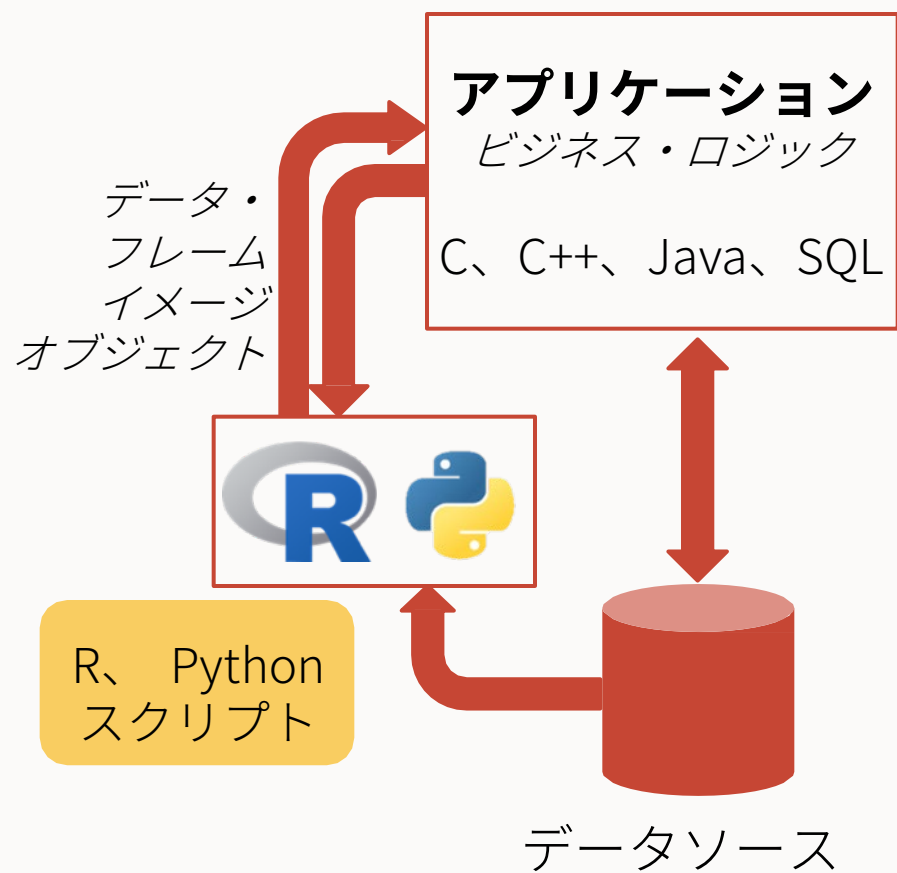 アプリケーション
ビジネス・ロジック
C、C++、Java、SQL
データ・
フレーム
イメージ
オブジェクト
R
R、 Python
スクリプト
データソース